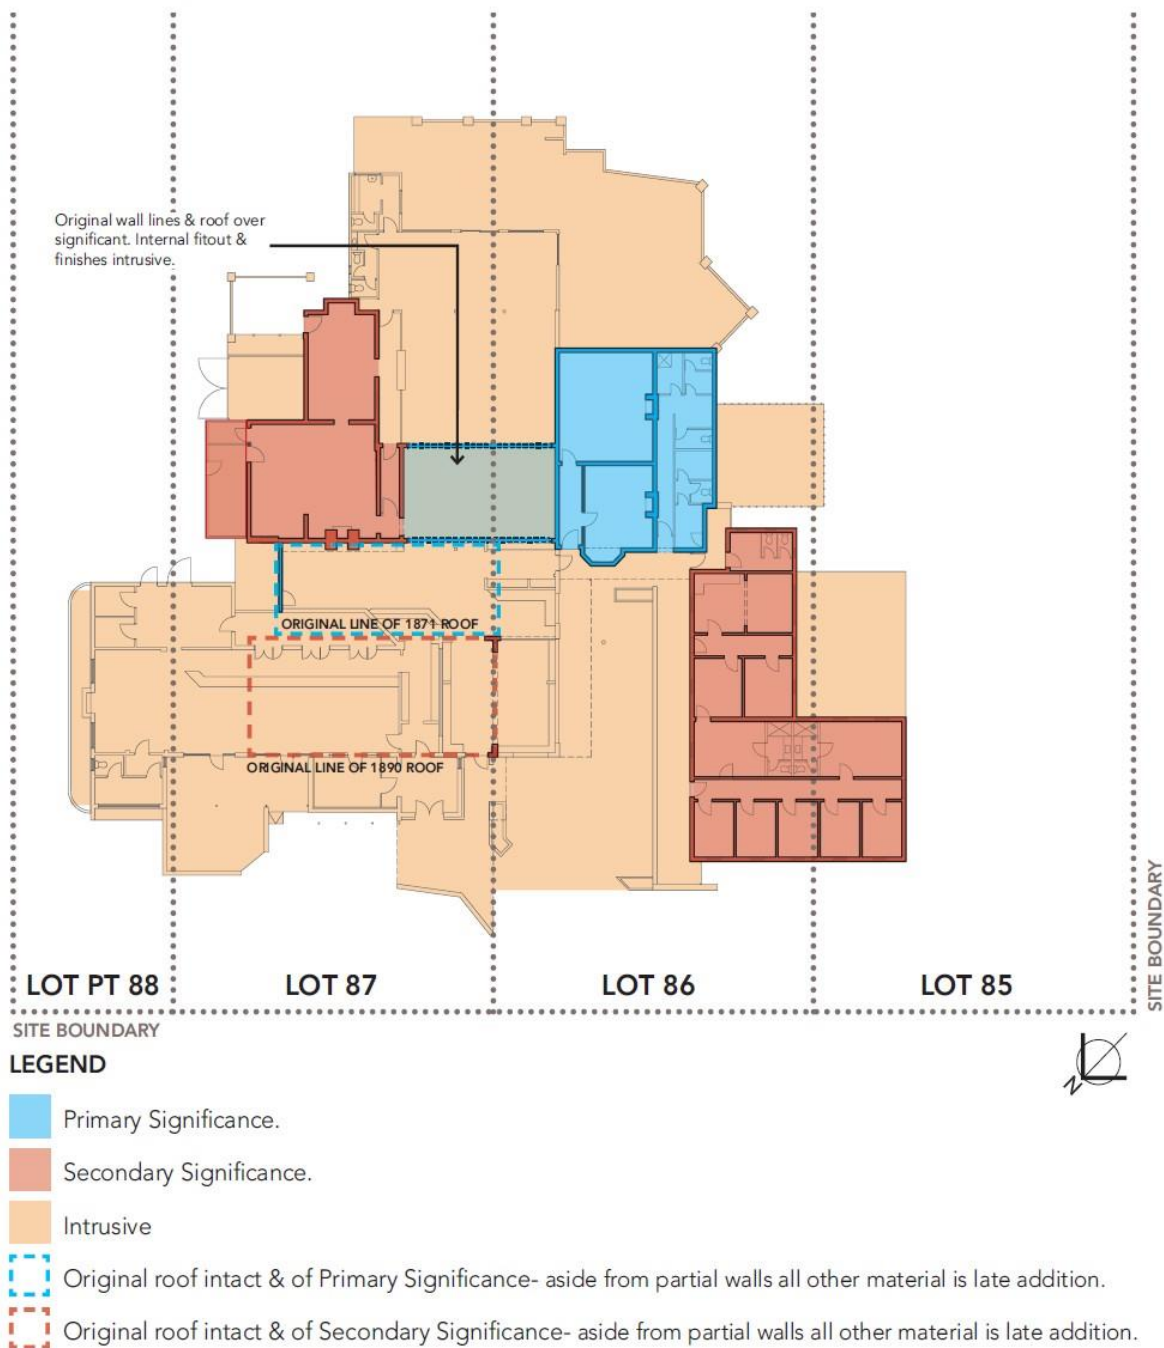 Original wall lines & roof over
significant. Internal fitout &
finishes intrusive.
ORIGINAL LINE OF 1871 ROOF
ORIGINAL LINE OF 1890 ROOF
LOT PT 88
LOT 87
LOT 86
LOT 85
SITE BOUNDARY
SITE BOUNDARY
LEGEND
N
Primary Significance.
Secondary Significance.
Intrusive
Original roof intact & of Primary Significance- aside from partial walls all other material is late addition.
Original roof intact & of Secondary Significance- aside from partial walls all other material is late addition.